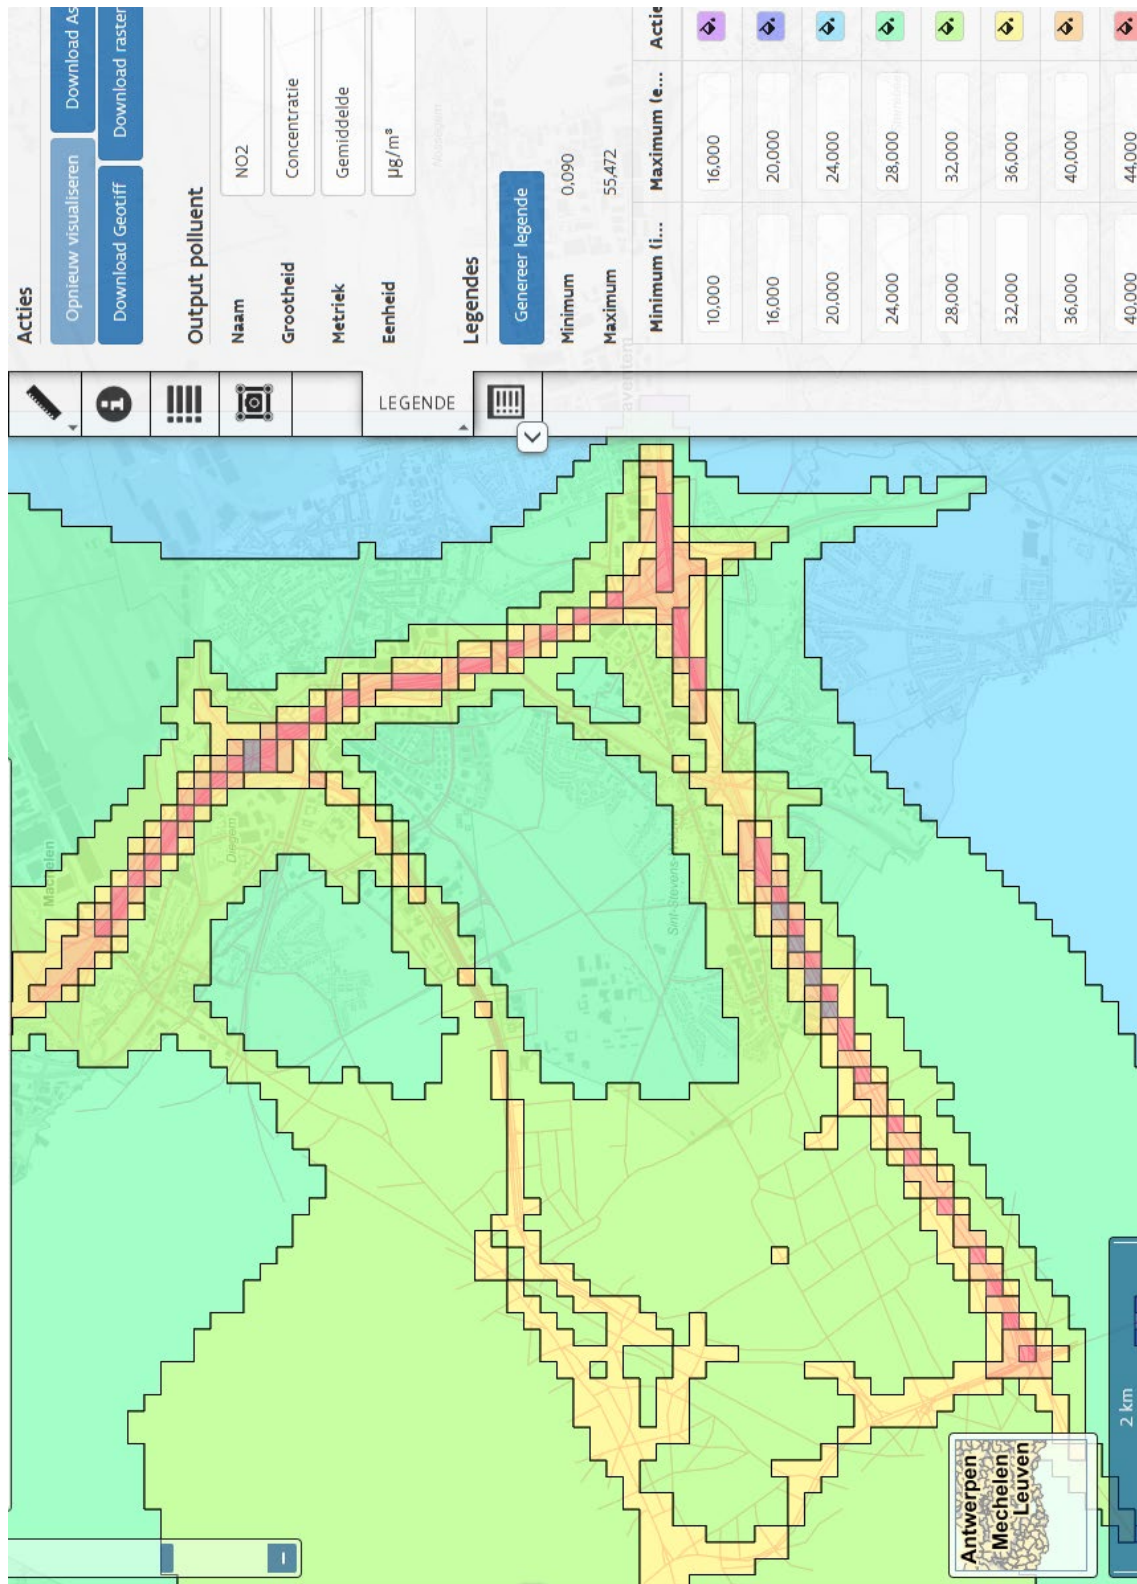 Acties
Opnieuw visualiseren
Download As
Download Geotiff
Download raster
Output polluent
Naam
NO2
Grootheid
Concentratie
Metriek
Gemiddelde
Eenheid
µg/m³
Legendes
Genereer legende
Minimum
0,090
Maximum
55,472
Minimum (i...
Maximum (e...
Actie
10,000
16,000
16,000
20,000
20,000
24,000
24,000
28,000
28,000
32,000
32,000
36,000
36,000
40,000
40,000
44,000
LEGENDE
Machelen
Diegem
Antwerpen
Mechelen
Leuven
2 km